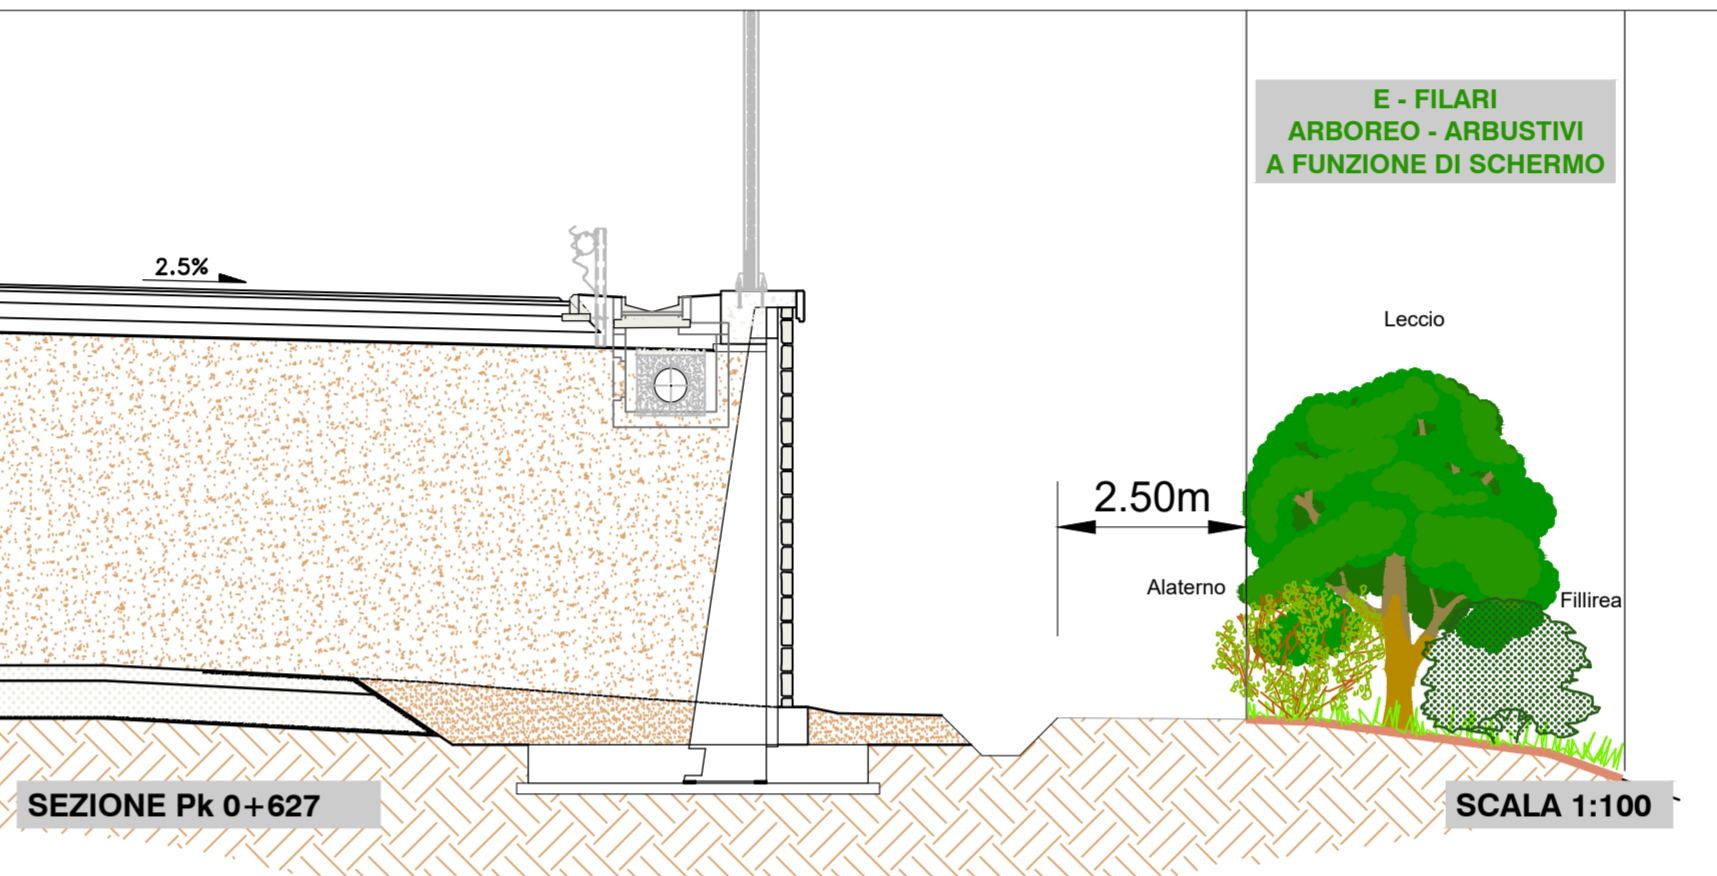 E - FILARI
ARBOREO - ARBUSTIVI
A FUNZIONE DI SCHERMO
2.5%
Leccio
2.50m
Alaterno
Fillirea
SEZIONE Pk 0+627
SCALA 1:100